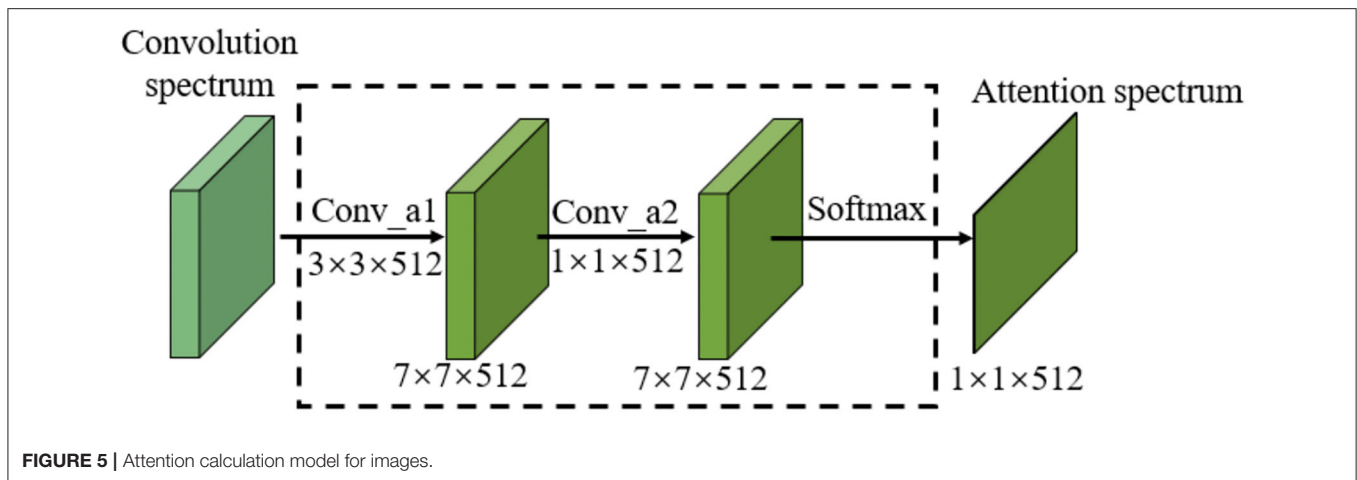 Convolution
spectrum
Attention spectrum
Conv_a1
3×3×512
Conv_a2
1×1×512
Softmax
7×7×512
7×7×512
1×1×512
FIGURE 5 | Attention calculation model for images.